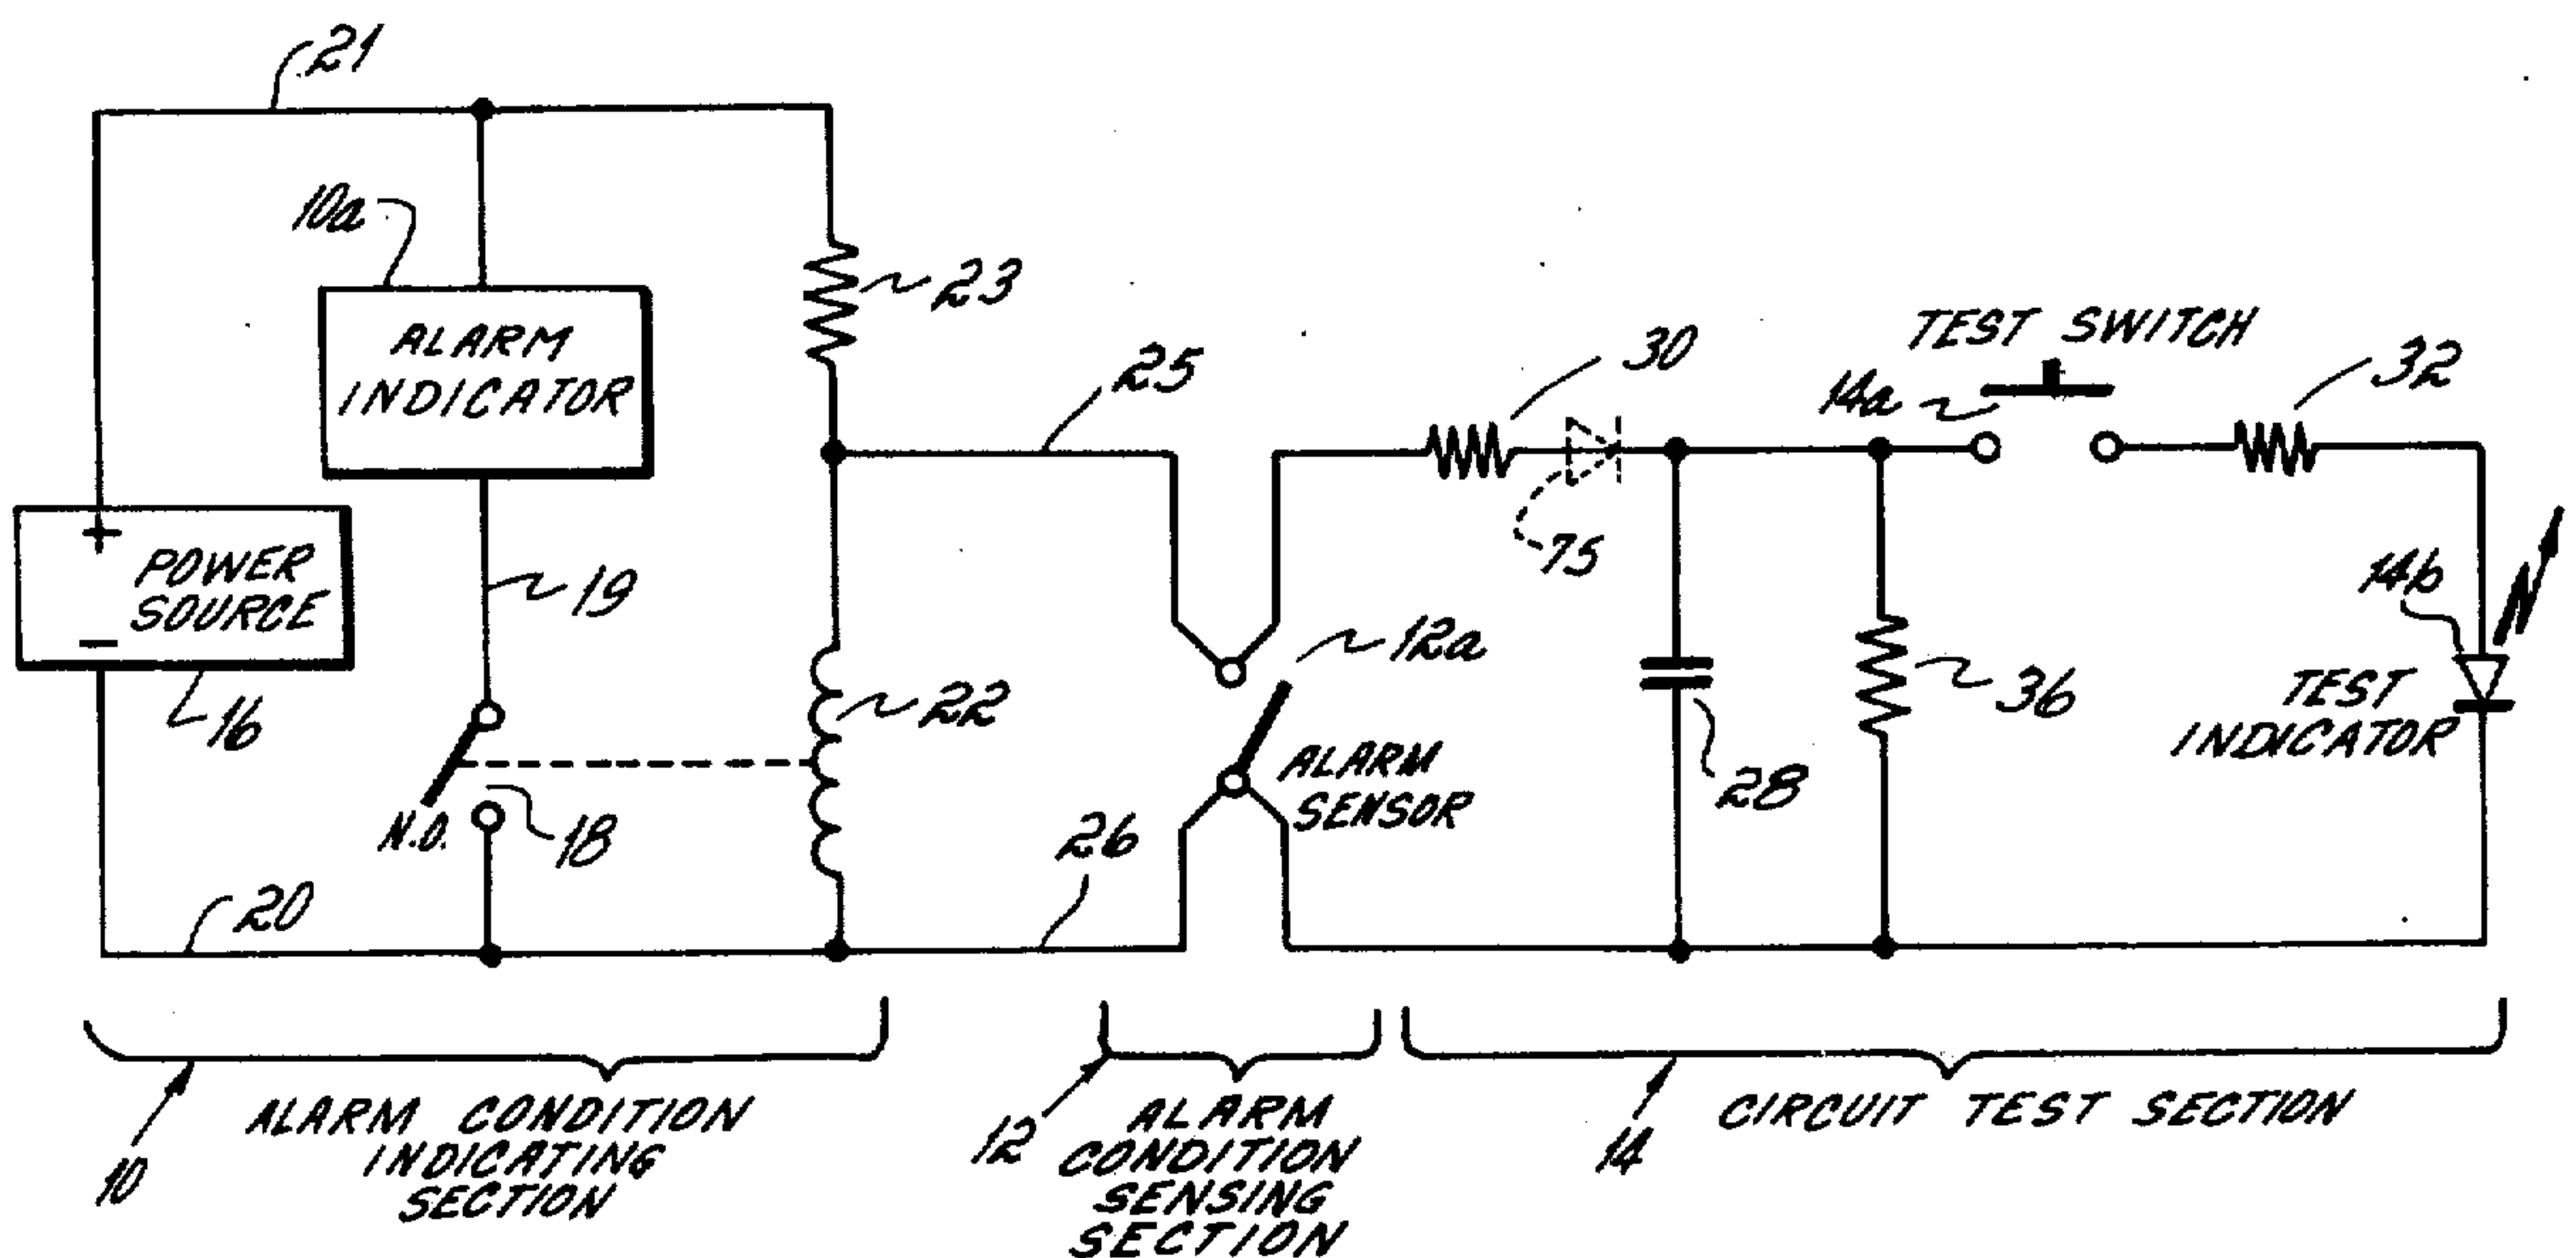 21
10a
ALARM
INDICATOR
23
+
POWER
SOURCE
−
16
19
N.O.
18
22
20
25
26
12a
ALARM
SENSOR
30
75
28
36
TEST SWITCH
14a
32
14b
TEST
INDICATOR
10
ALARM CONDITION
INDICATING
SECTION
12
ALARM
CONDITION
SENSING
SECTION
14
CIRCUIT TEST SECTION